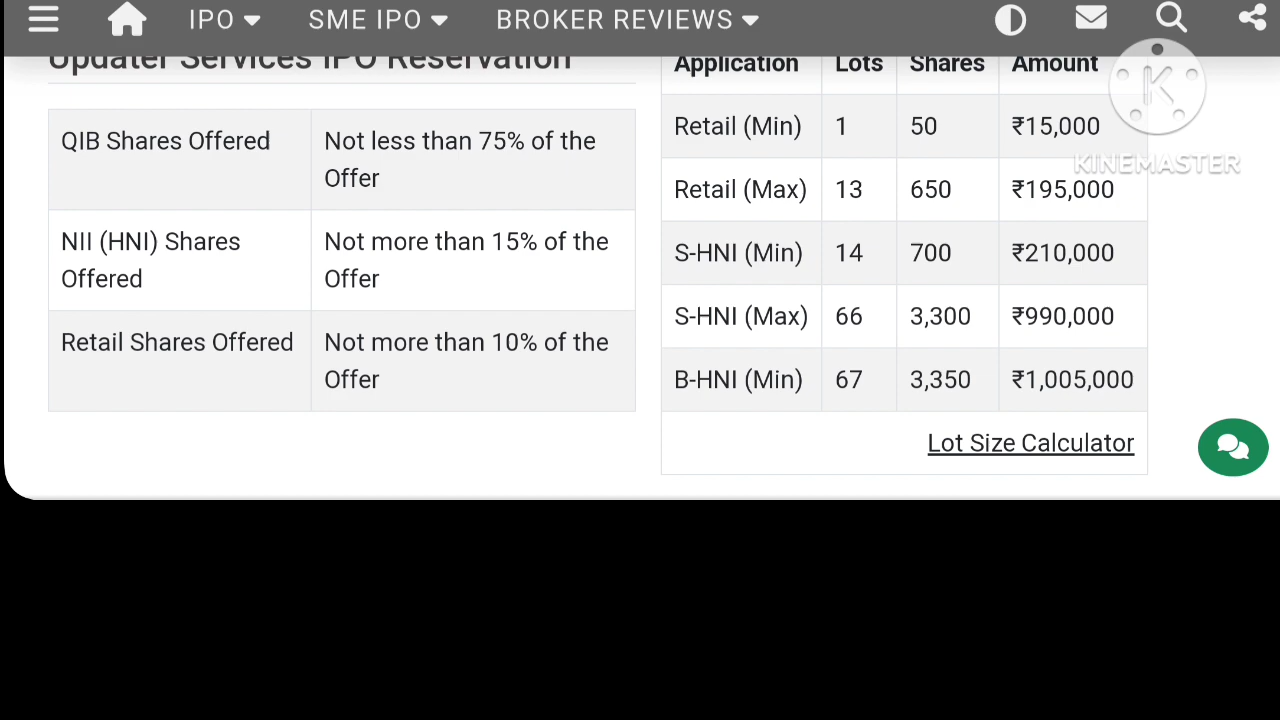 IPO SME IPO BROKER REVIEWS
Updater Services IPO Reservation
QIB Shares Offered Not less than 75% of the
Offer
NII (HNI) Shares Not more than 15% of the
Offered Offer
Retail Shares Offered Not more than 10% of the
Offer
Application Lots Shares Amount
Retail (Min) 1 50 ₹15,000
Retail (Max) 13 650 ₹195,000
S-HNI (Min) 14 700 ₹210,000
S-HNI (Max) 66 3,300 ₹990,000
B-HNI (Min) 67 3,350 ₹1,005,000
Lot Size Calculator
K
KINEMASTER